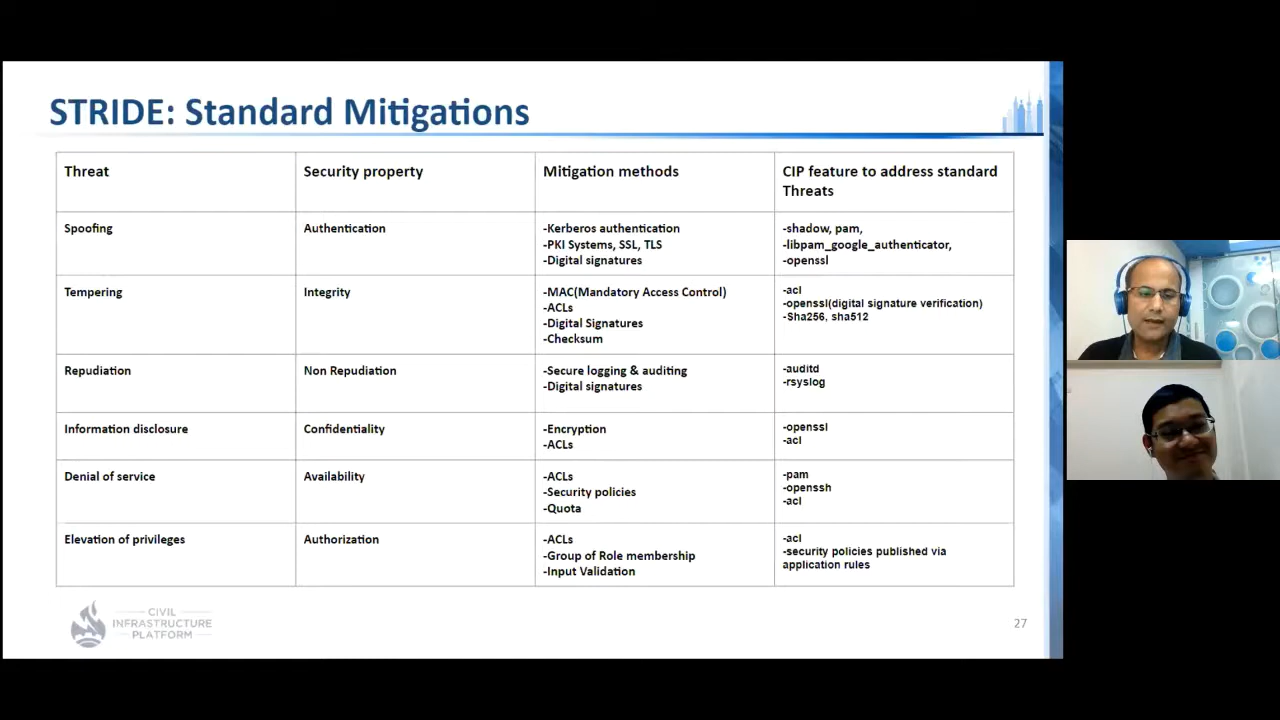 STRIDE: Standard Mitigations
Threat
Security property
Mitigation methods
CIP feature to address standard
Threats
Spoofing
Authentication
-Kerberos authentication
-PKI Systems, SSL, TLS
-Digital signatures
-shadow, pam,
-libpam_google_authenticator,
-openssl
Tempering
Integrity
-MAC(Mandatory Access Control)
-ACLs
-Digital Signatures
-Checksum
-acl
-openssl(digital signature verification)
-Sha256, sha512
Repudiation
Non Repudiation
-Secure logging & auditing
-Digital signatures
-auditd
-rsyslog
Information disclosure
Confidentiality
-Encryption
-ACLs
-openssl
-acl
Denial of service
Availability
-ACLs
-Security policies
-Quota
-pam
-openssh
-acl
Elevation of privileges
Authorization
-ACLs
-Group of Role membership
-Input Validation
-acl
-security policies published via
application rules
CIVIL
INFRASTRUCTURE
PLATFORM
27